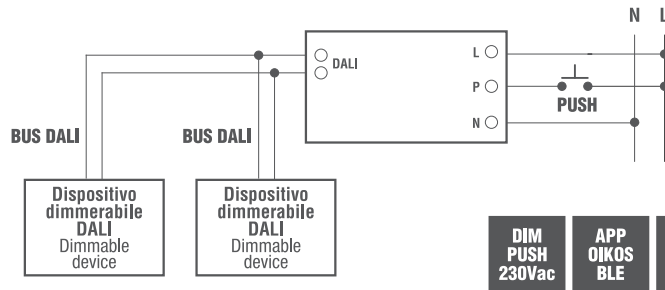 N L
DALI
L
P
N
PUSH
BUS DALI
BUS DALI
Dispositivo
dimmerabile
DALI
Dimmable
device
Dispositivo
dimmerabile
DALI
Dimmable
device
DIM
PUSH
230Vac
APP
OIKOS
BLE